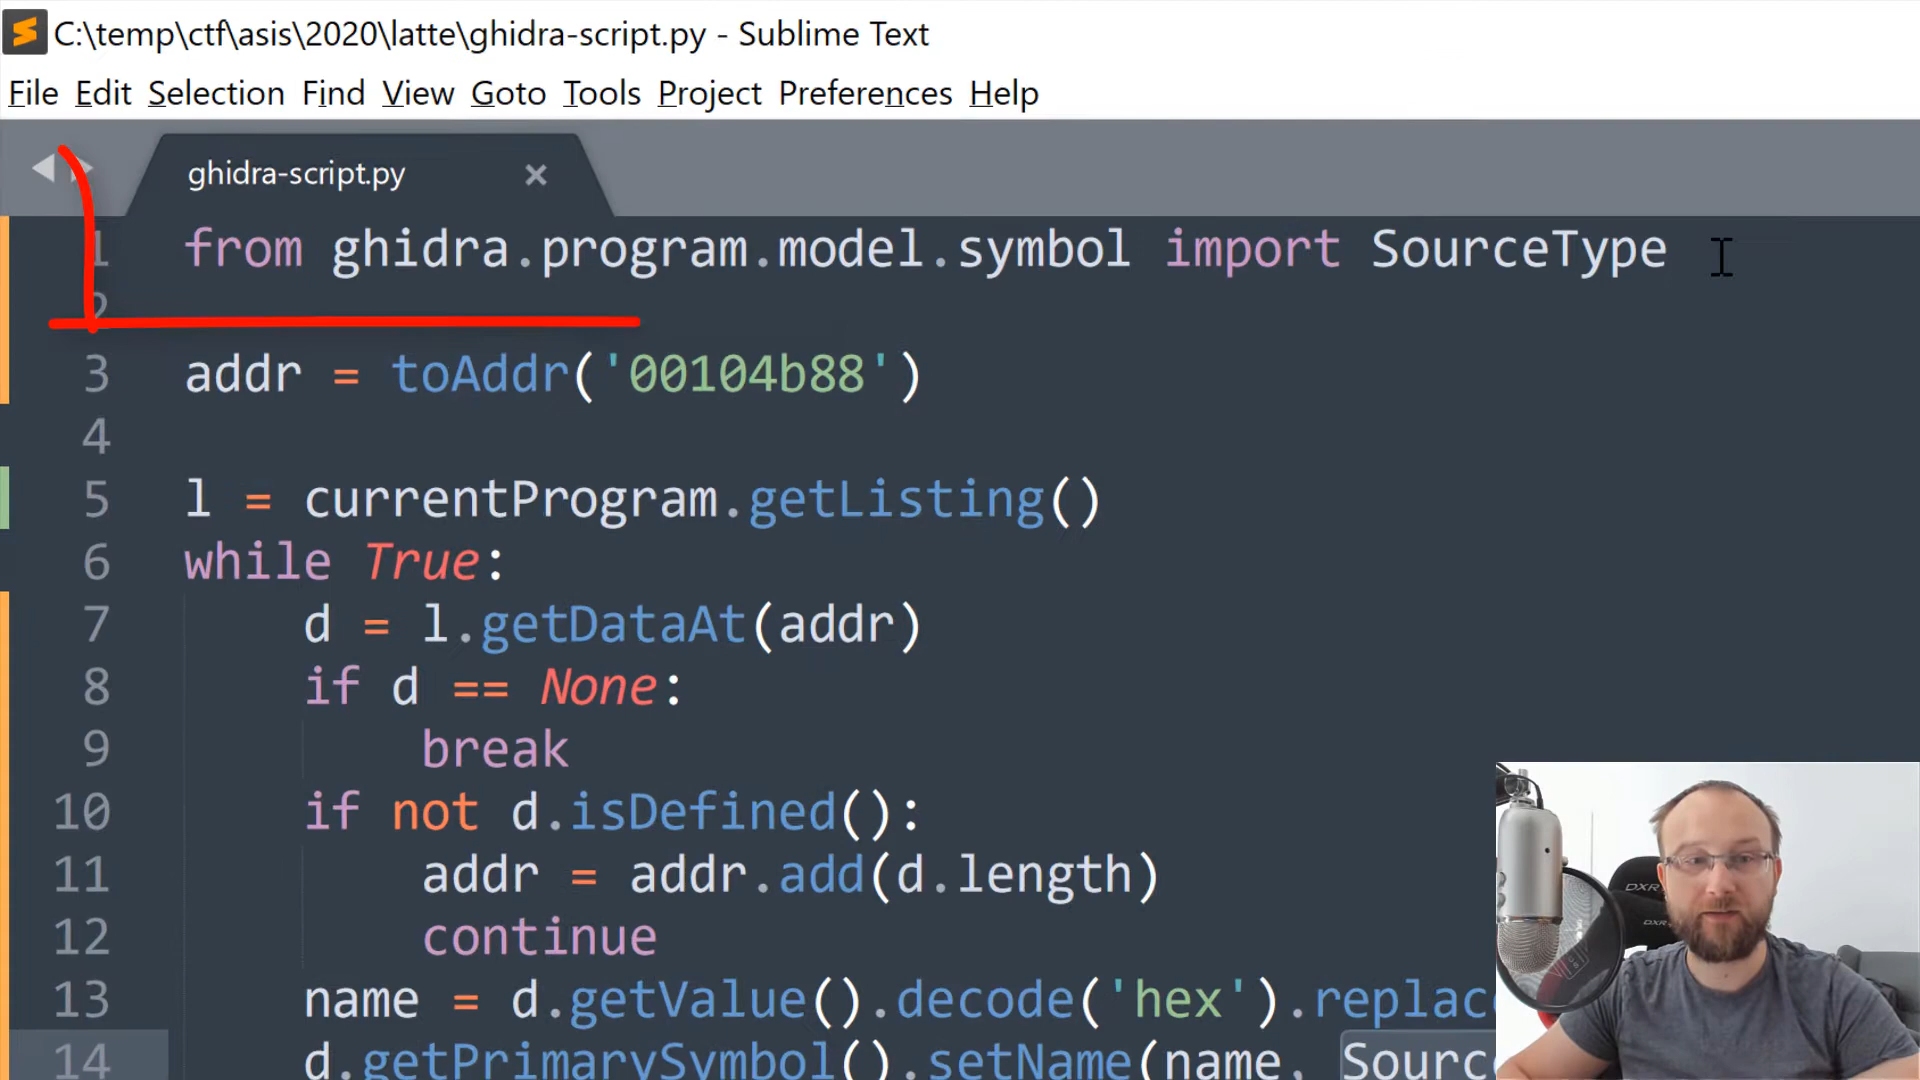 C:\temp\ctf\asis\2020\latte\ghidra-script.py - Sublime Text
File Edit Selection Find View Goto Tools Project Preferences Help
ghidra-script.py
1 from ghidra.program.model.symbol import SourceType
2
3 addr = toAddr('00104b88')
4
5 l = currentProgram.getListing()
6 while True:
7 d = l.getDataAt(addr)
8 if d == None:
9 break
10 if not d.isDefined():
11 addr = addr.add(d.length)
12 continue
13 name = d.getValue().decode('hex').replac
14 d.getPrimarySymbol().setName(name, Sourc
DXR
DXR